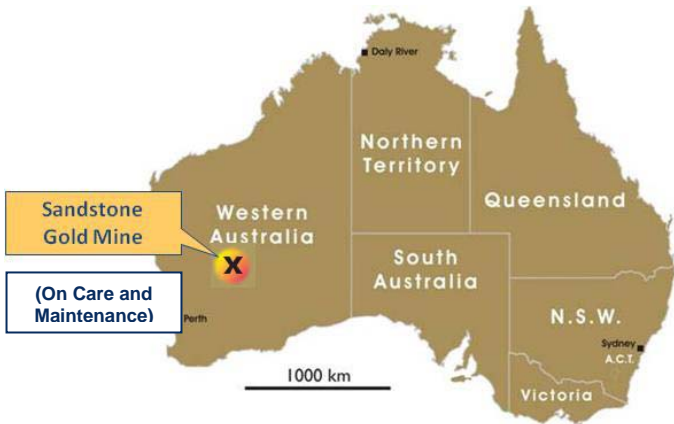 Daly River
Northern
Territory
Queensland
Sandstone
Gold Mine
Western
Australia
X
South
Australia
(On Care and
Maintenance)
Perth
N.S.W.
Sydney
A.C.T.
1000 km
Victoria